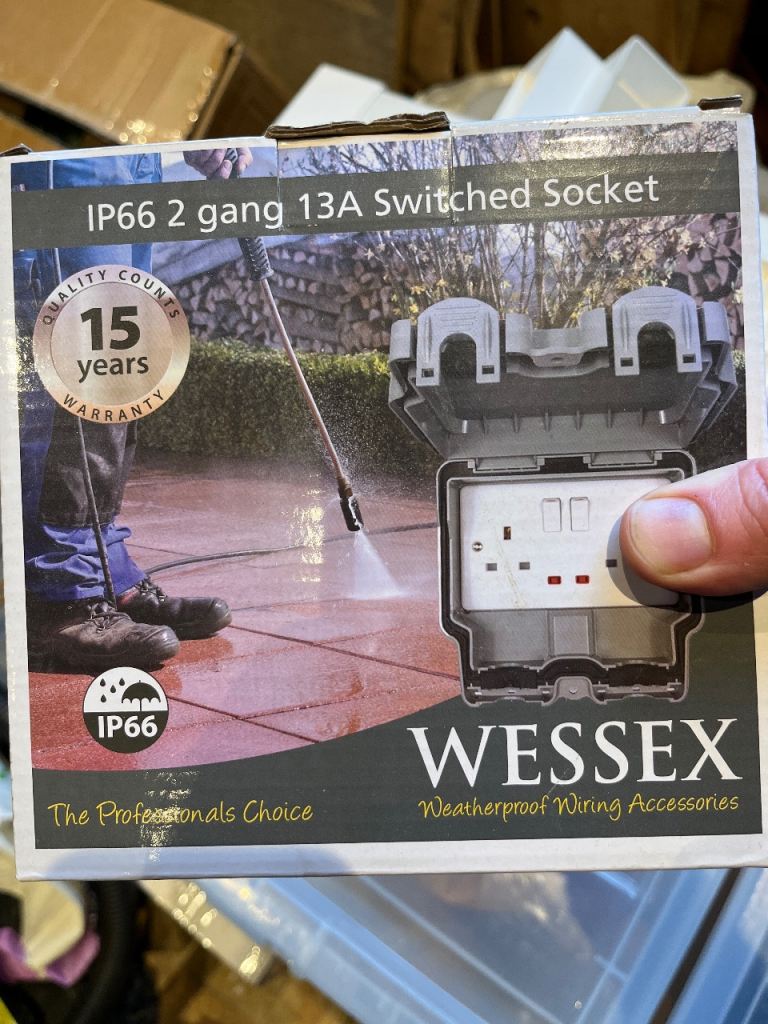 IP66 2 gang 13A Switched Socket
QUALITY COUNTS
15
years
WARRANTY
IP66
WESSEX
The Professionals Choice
Weatherproof Wiring Accessories